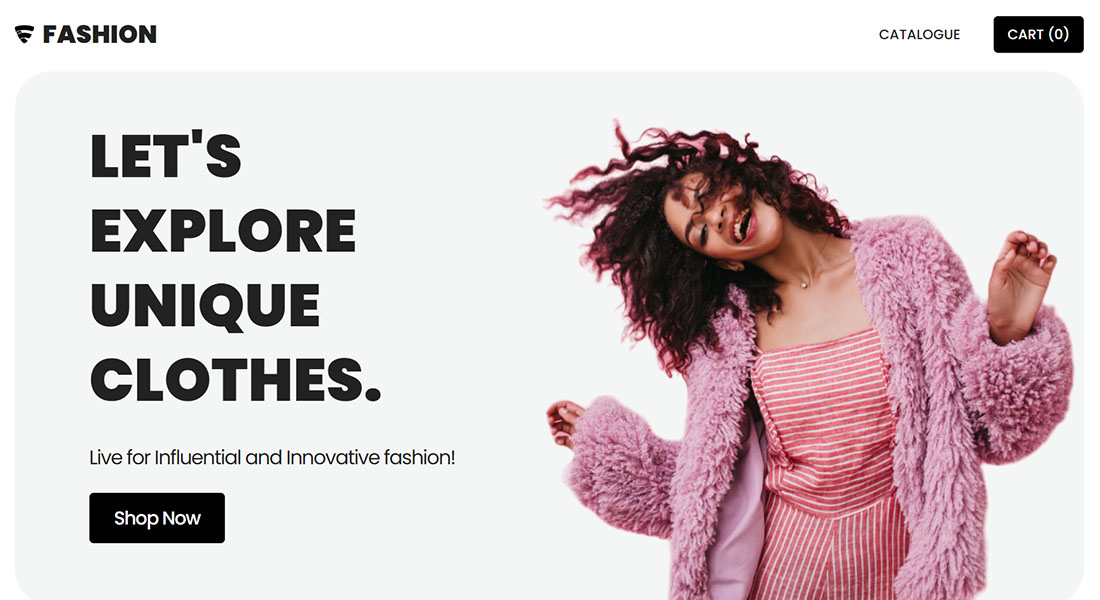 FASHION
CATALOGUE
CART (0)
LET'S
EXPLORE
UNIQUE
CLOTHES.
Live for Influential and Innovative fashion!
Shop Now